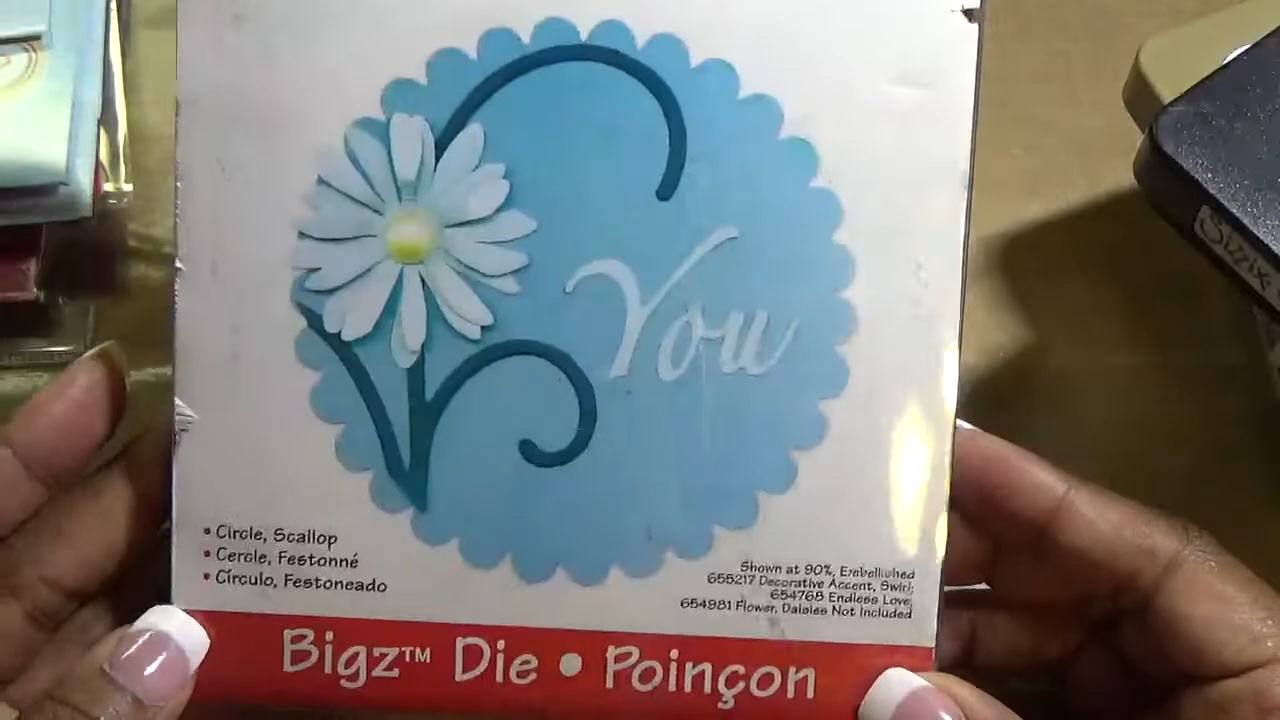 You
• Circle, Scallop
• Cercle, Festonné
• Círculo, Festoneado
Shown at 90%, Embellished
655217 Decorative Accent, Swirl;
654768 Endless Love,
654981 Flower, Daisies Not Included
Bigz™ Die • Poinçon
Sizzix